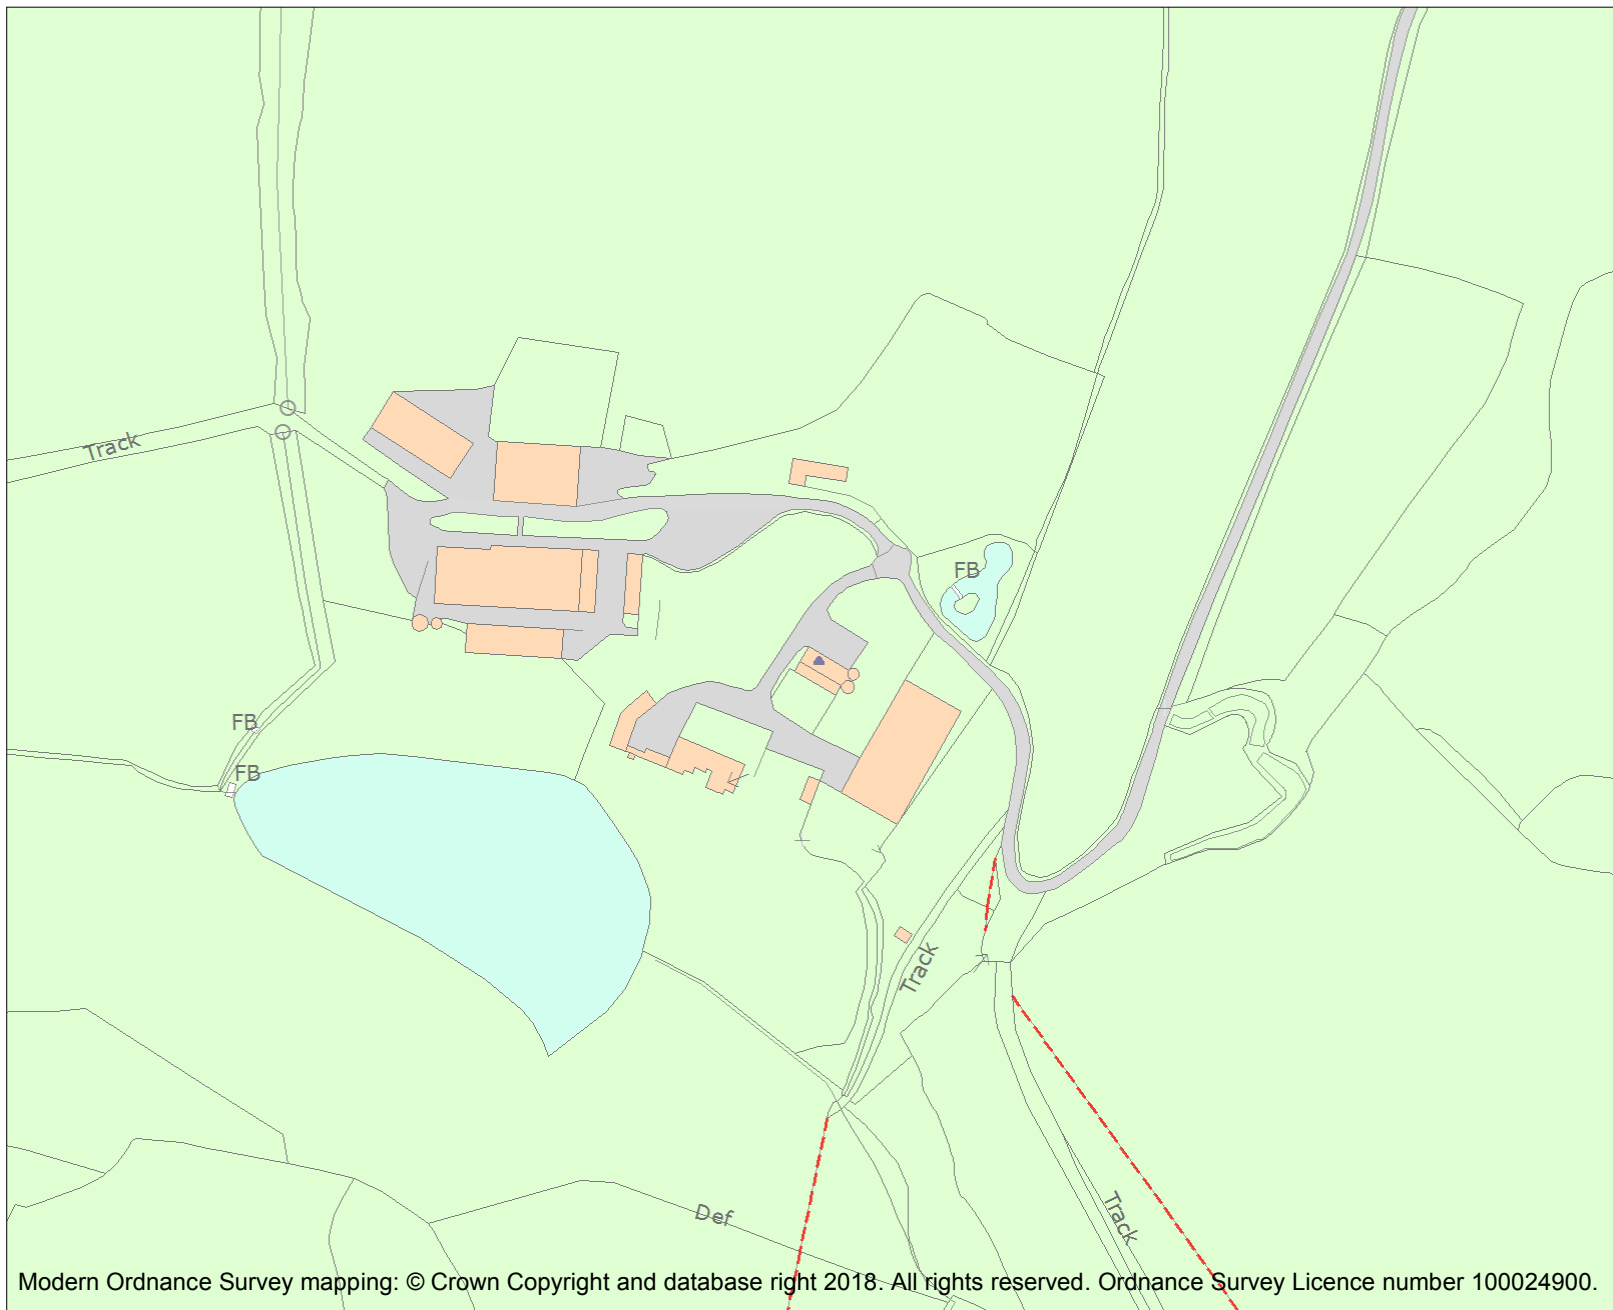 Track
FB
FB
FB
Track
Def
Track
Modern Ordnance Survey mapping: © Crown Copyright and database right 2018. All rights reserved. Ordnance Survey Licence number 100024900.